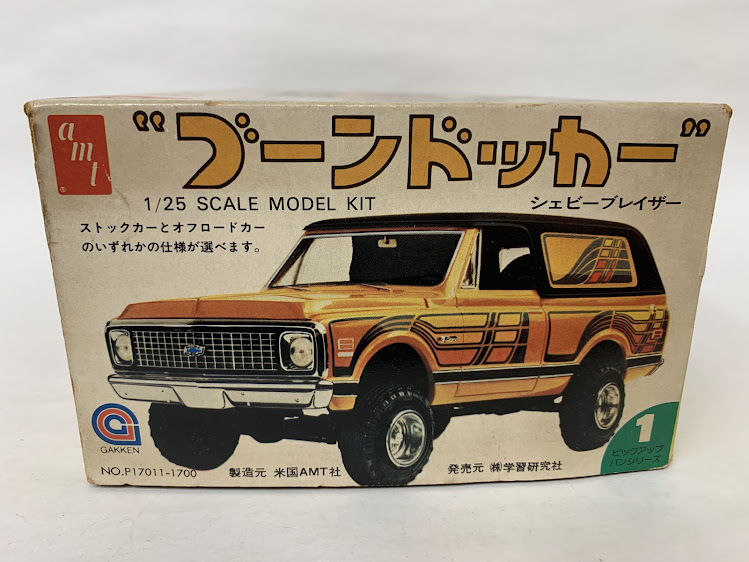 amt
®
"ブーンドッカー"
1/25 SCALE MODEL KIT
シェビーブレイザー
ストックカーとオフロードカー
のいずれかの仕様が選べます。
GAKKEN
NO.P17011-1700
製造元 米国AMT社
発売元 ㈱学習研究社
1
ピックアップ
バンシリーズ